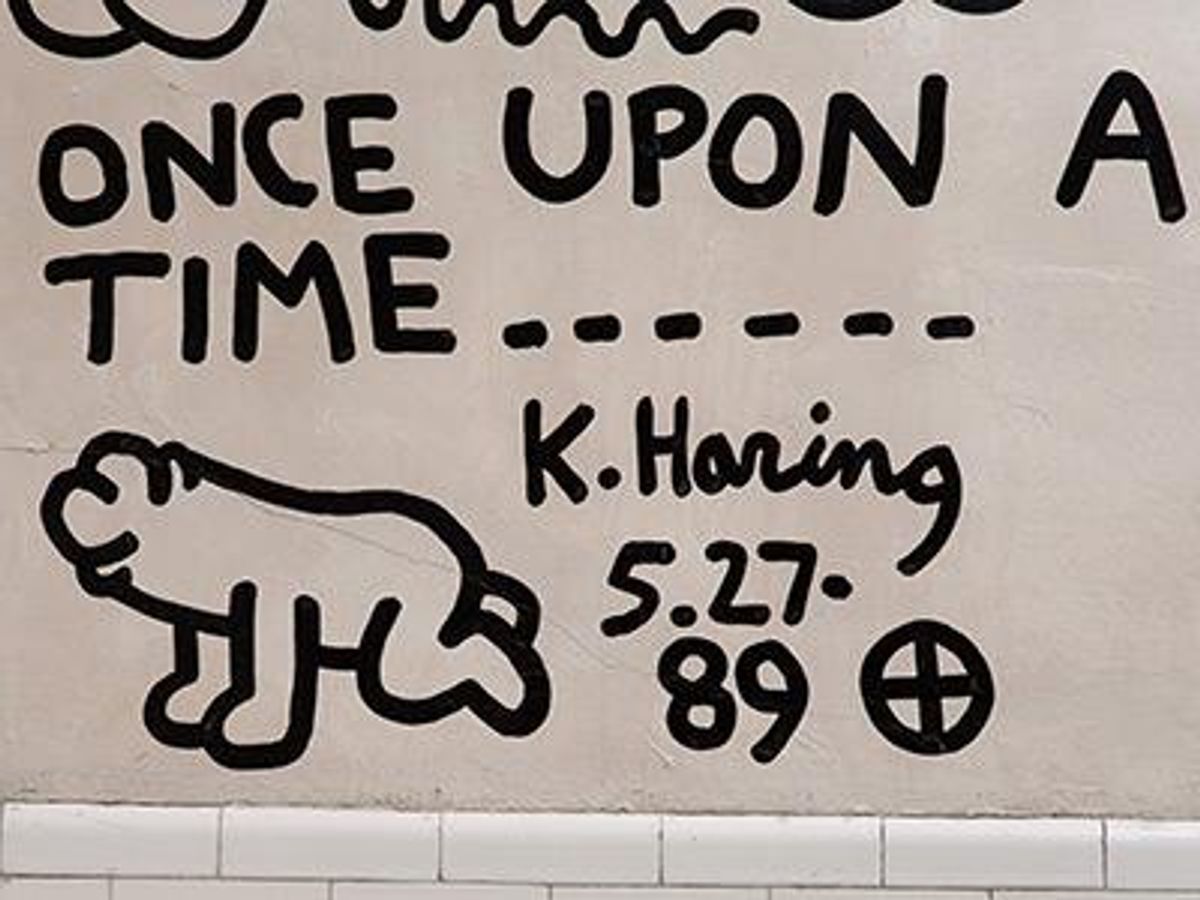 ONCE UPON A
TIME ------
K. Haring
5.27.
89